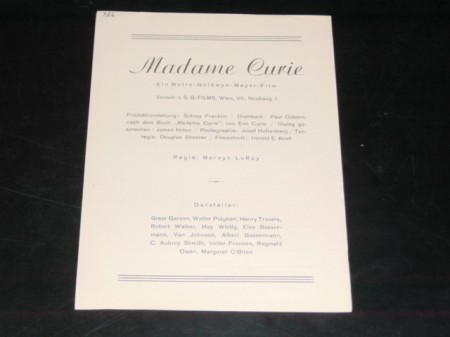 Madame Curie
Ein Metro-Goldwyn-Mayer-Film
Verleih: I. S. B.-FILMS, Wien, VII., Neubaug. 1
Produktionsleitung: Sidney Franklin / Drehbuch: Paul Osborn,
nach dem Buch „Madame Curie" von Eve Curie / Dialog ge-
sprochen: James Hilton / Photographie: Josef Ruttenberg / Ton-
regie: Douglas Shearer / Filmschnitt: Harold F.
Regie: Mervyn LeRoy
Darsteller:
Greer Garson, Walter Pidgeon, Henry Travers,
Robert Walker, May Whitty, Elsa Basser-
mann, Van Johnson, Albert Bassermann,
C. Aubrey Smith, Victor Francen, Reginald
Owen, Margaret O'Brien